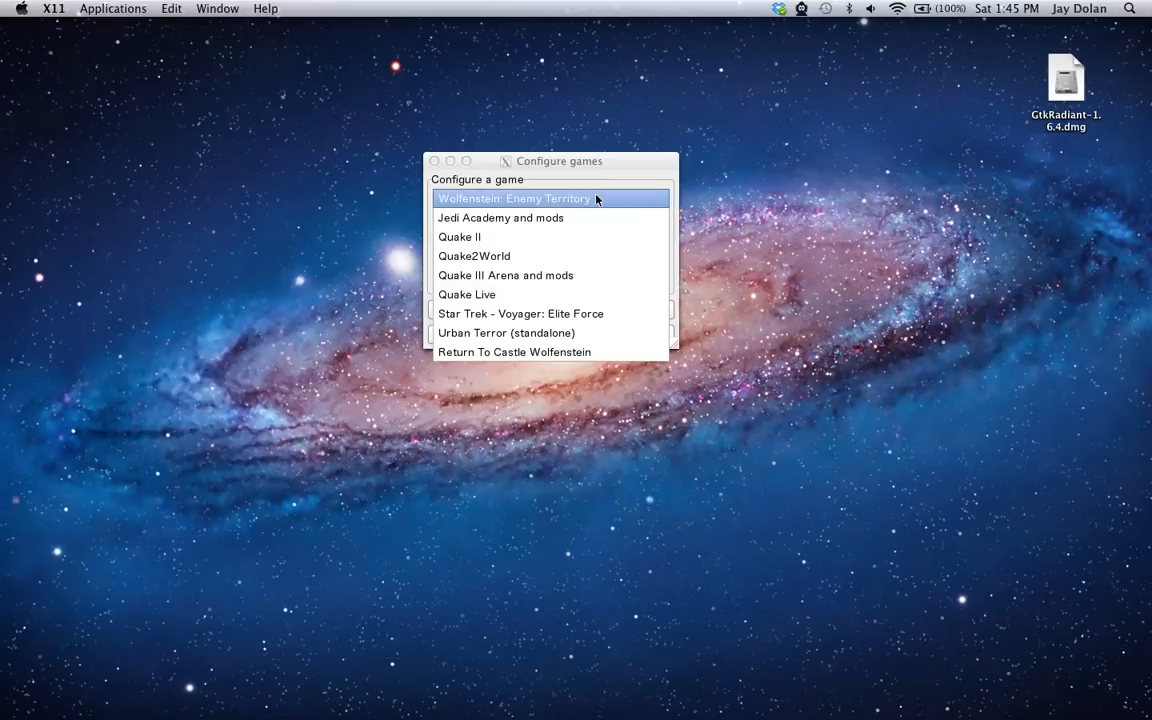 X11 Applications Edit Window Help (100%) Sat 1:45 PM Jay Dolan
GtkRadiant-1.
6.4.dmg
X Configure games
Configure a game
Wolfenstein: Enemy Territory
Jedi Academy and mods
Quake II
Quake2World
Quake III Arena and mods
Quake Live
Star Trek - Voyager: Elite Force
Urban Terror (standalone)
Return To Castle Wolfenstein